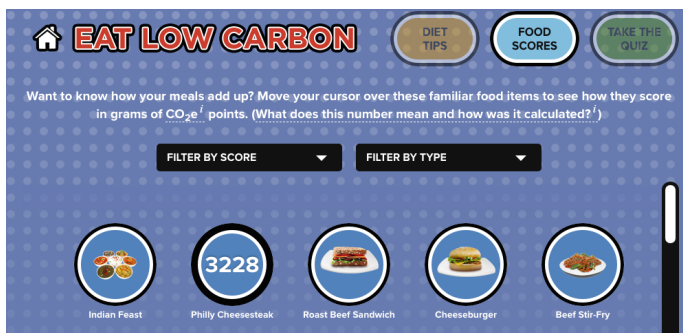 EAT LOW CARBON
DIET
TIPS
FOOD
SCORES
TAKE THE
QUIZ
Want to know how your meals add up? Move your cursor over these familiar food items to see how they score
in grams of CO₂eⁱ points. (What does this number mean and how was it calculated?ⁱ)
FILTER BY SCORE
FILTER BY TYPE
3228
Indian Feast
Philly Cheesesteak
Roast Beef Sandwich
Cheeseburger
Beef Stir-Fry